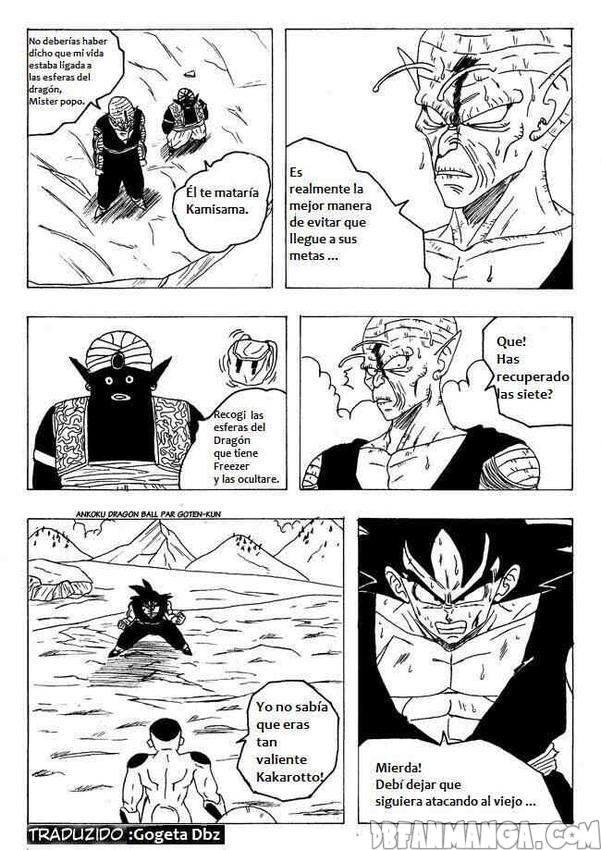 No deberías haber
dicho que mi vida
estaba ligada a
las esferas del
dragón,
Mister popo.
Él te mataría
Kamisama.
Es
realmente la
mejor manera
de evitar que
llegue a sus
metas ...
Recogi las
esferas del
Dragón
que tiene
Freezer
y las ocultare.
Que!
Has
recuperado
las siete?
ANKOKU DRAGON BALL PAR GOTEN-KUN
Yo no sabía
que eras
tan
valiente
Kakarotto!
Mierda!
Debí dejar que
siguiera atacando al viejo ...
TRADUZIDO :Gogeta Dbz
DBFANMANGA.COM